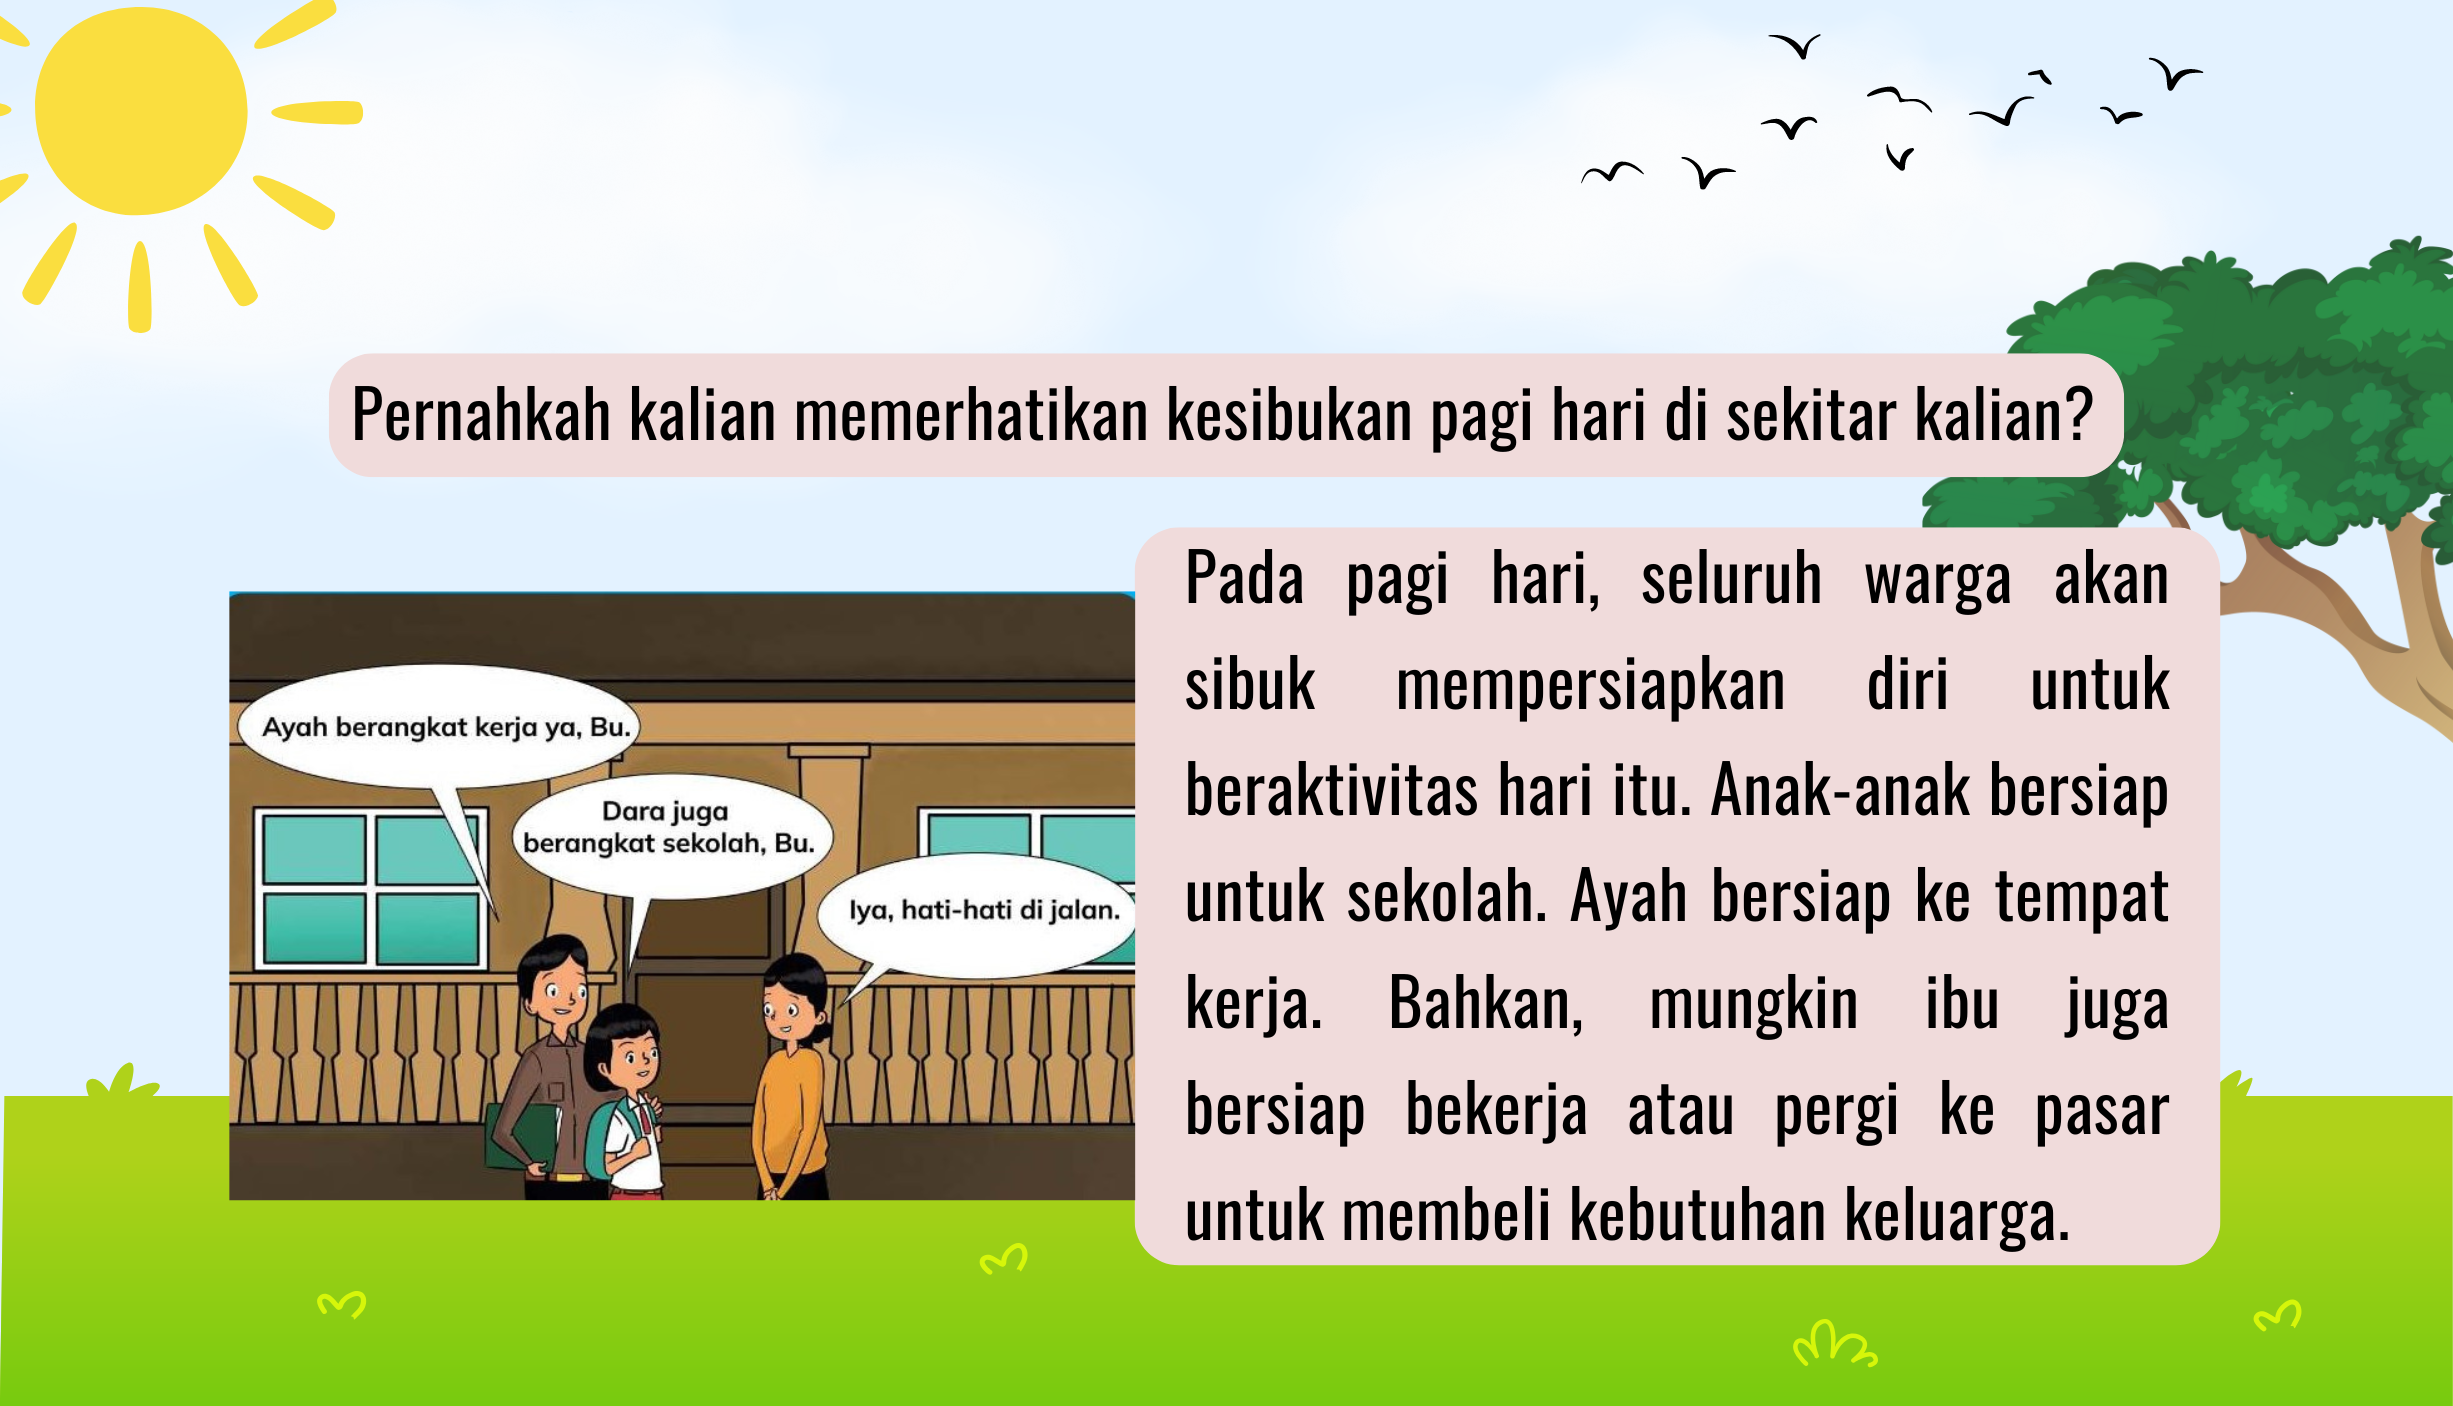 Pernahkah kalian memerhatikan kesibukan pagi hari di sekitar kalian?
Ayah berangkat kerja ya, Bu.
Dara juga
berangkat sekolah, Bu.
Iya, hati-hati di jalan.
Pada pagi hari, seluruh warga akan
sibuk mempersiapkan diri untuk
beraktivitas hari itu. Anak-anak bersiap
untuk sekolah. Ayah bersiap ke tempat
kerja. Bahkan, mungkin ibu juga
bersiap bekerja atau pergi ke pasar
untuk membeli kebutuhan keluarga.